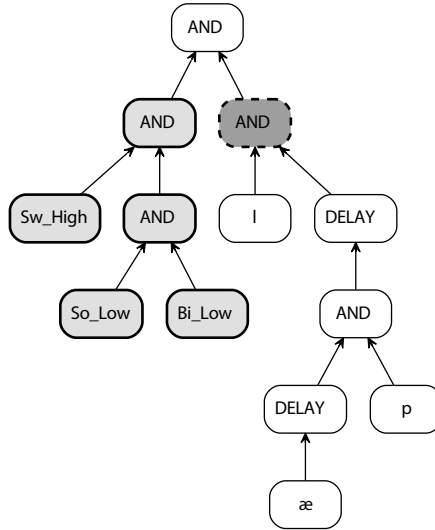 AND
AND AND
Sw_High AND l DELAY
So_Low Bi_Low AND
DELAY p
æ